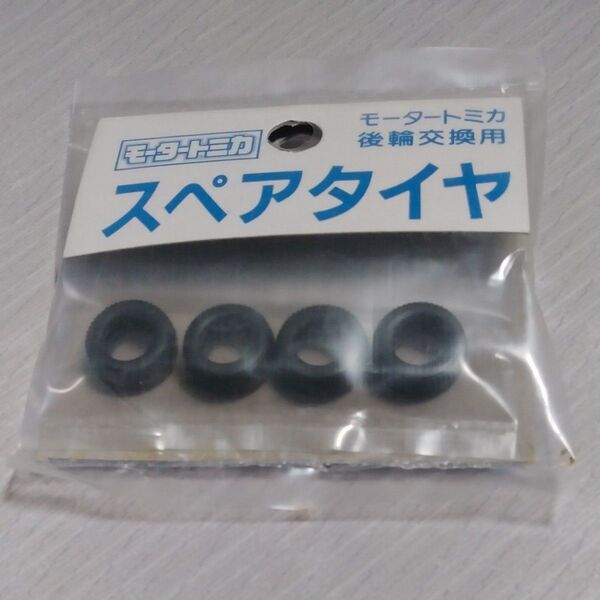 モータートミカ
モータートミカ
後輪交換用
スペアタイヤ